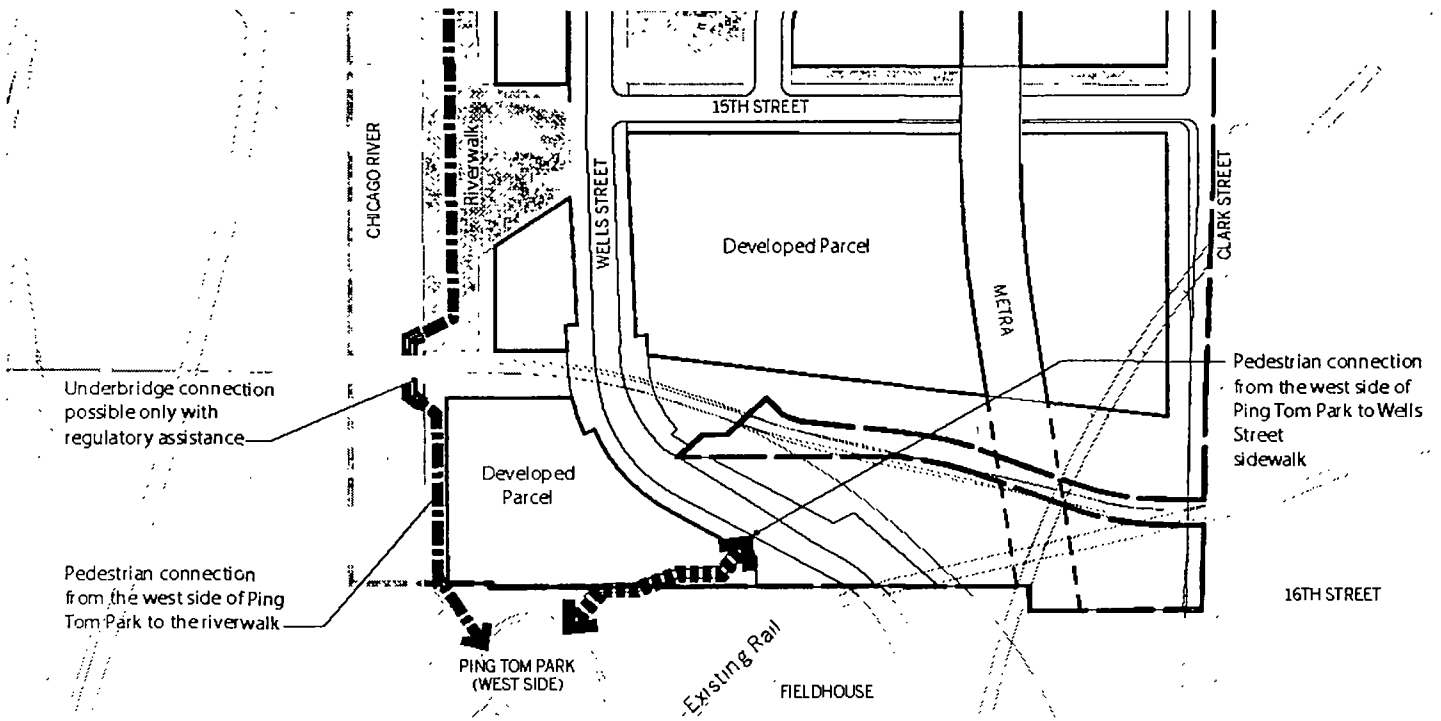 15TH STREET
CHICAGO RIVER
Riverwalk
WELLS STREET
CLARK STREET
Developed Parcel
METRA
Underbridge connection
possible only with
regulatory assistance
Pedestrian connection
from the west side of
Ping Tom Park to Wells
Street
sidewalk
Developed
Parcel
Pedestrian connection
from the west side of Ping
Tom Park to the riverwalk
16TH STREET
PING TOM PARK
(WEST SIDE)
Existing Rail
FIELDHOUSE